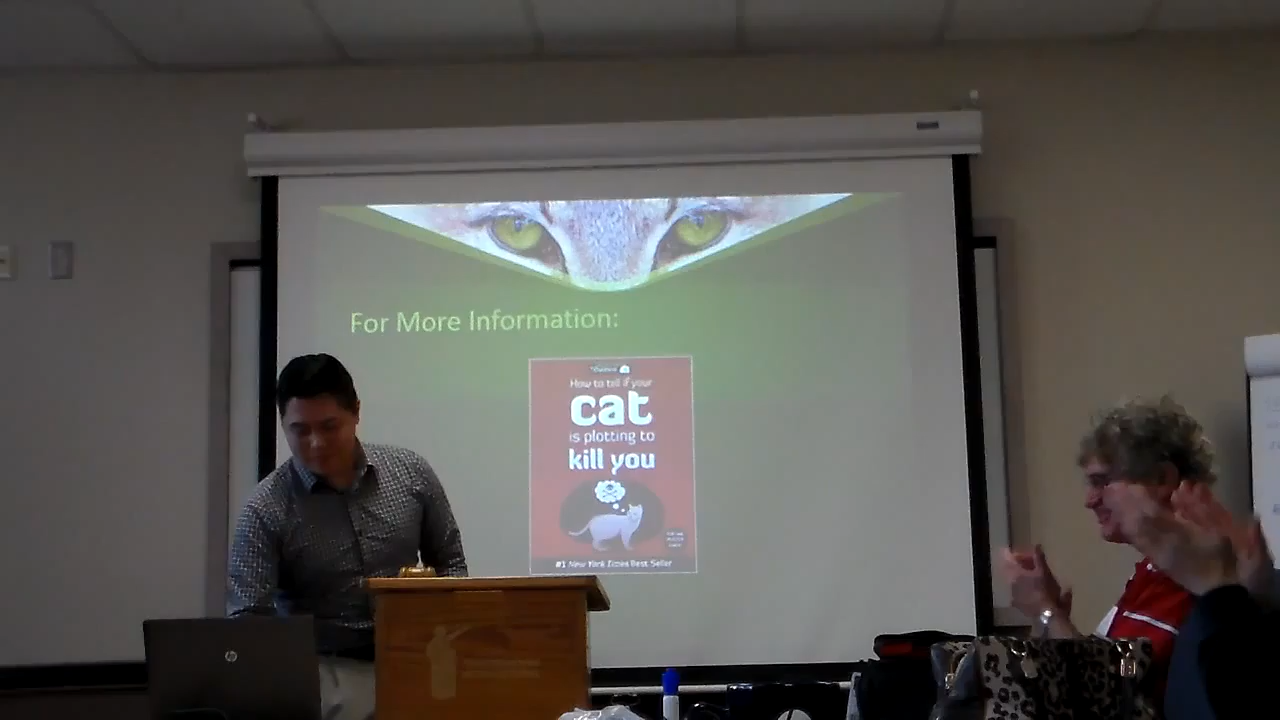 For More Information:
How to tell if your
cat
is plotting to
kill you
#1 New York Times Best Seller
hp